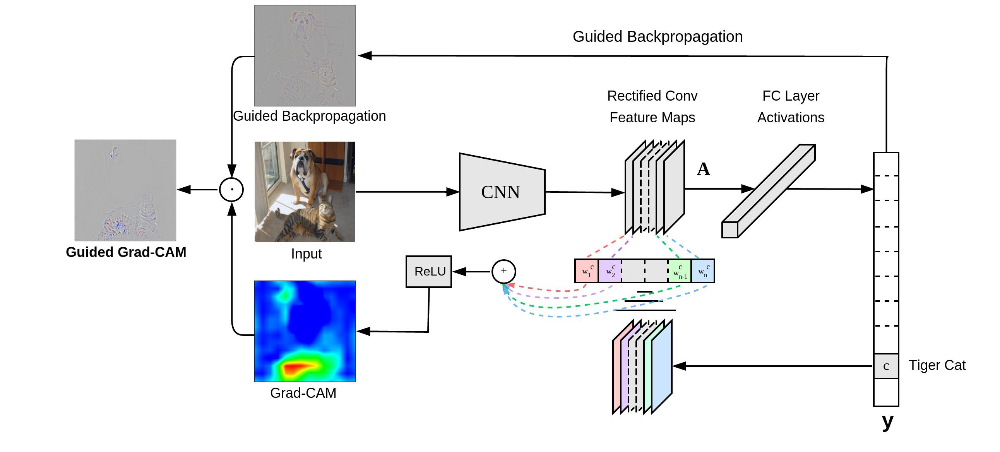 Guided Backpropagation
Guided Backpropagation
Rectified Conv
Feature Maps
FC Layer
Activations
A
CNN
Guided Grad-CAM
Input
ReLU
+
w1c
w2c
wn-1c
wnc
Grad-CAM
c
Tiger Cat
y